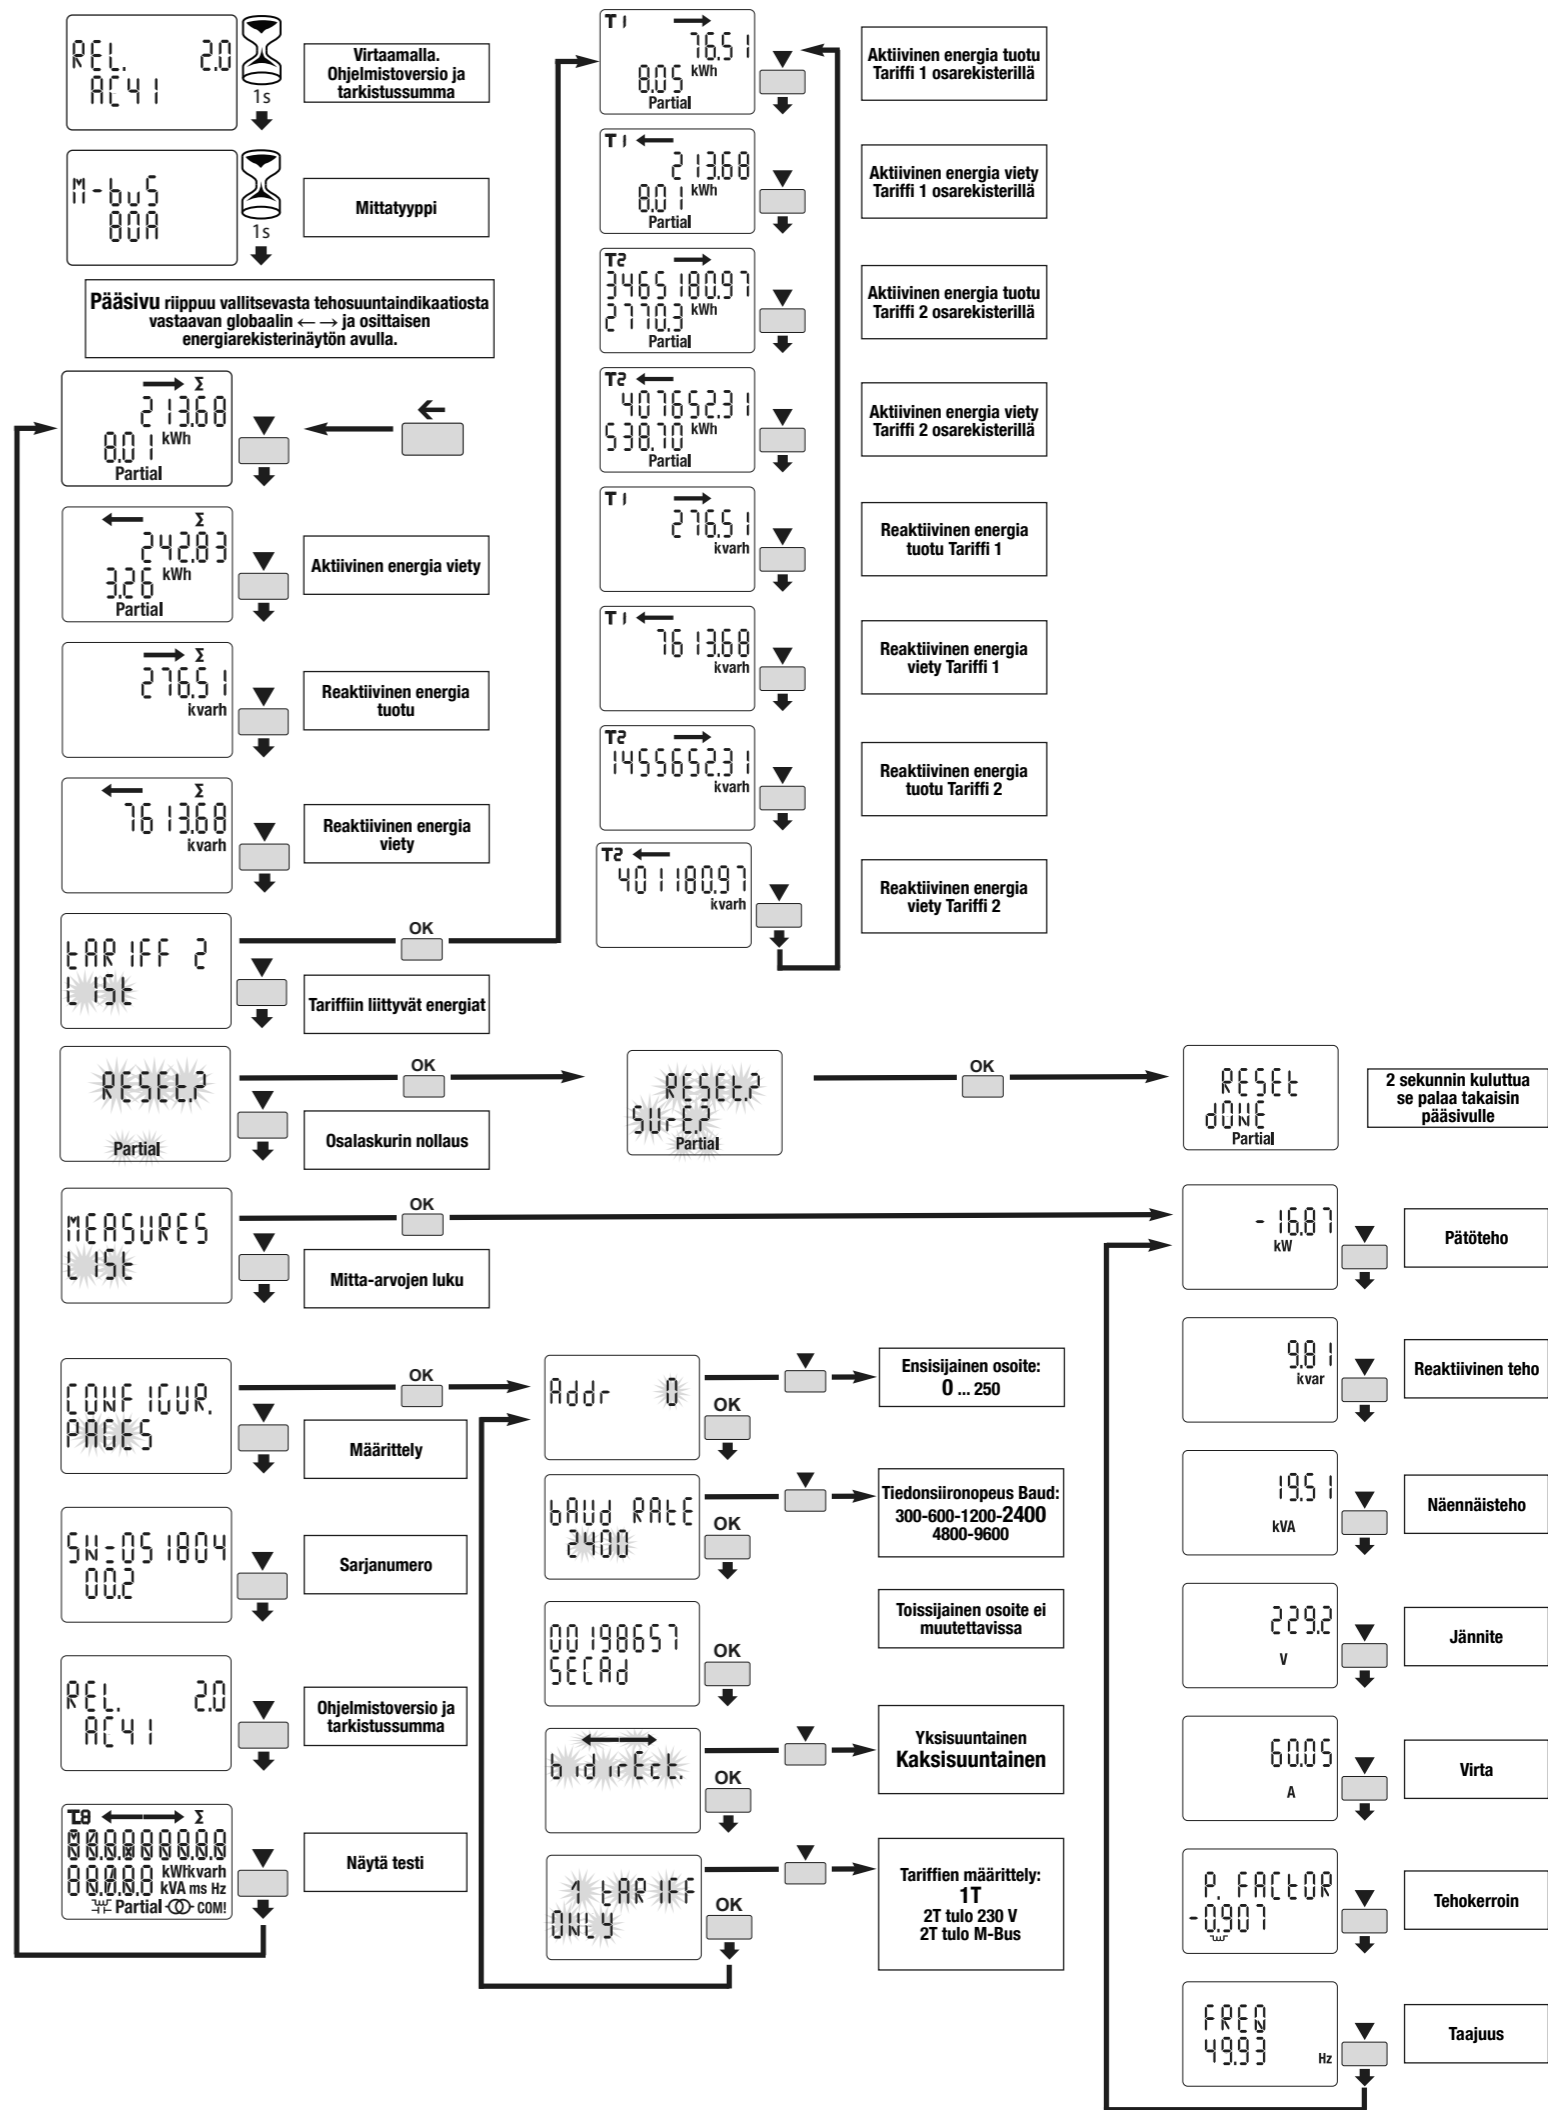 REL. 2.0
AC41
1s
Virtaamalla.
Ohjelmistoversio ja
tarkistussumma
M-buS
80A
1s
Mittatyyppi
Pääsivu riippuu vallitsevasta tehosuuntaindikaatiosta
vastaavan globaalin ←→ ja osittaisen
energiarekisterinäytön avulla.
→ Σ
213.68
8.01 kWh
Partial
←
← Σ
242.83
3.26 kWh
Partial
Aktiivinen energia viety
→ Σ
276.51
kvarh
Reaktiivinen energia
tuotu
← Σ
7613.68
kvarh
Reaktiivinen energia
viety
tARIFF 2
LISt
OK
Tariffiin liittyvät energiat
RESEt.?
Partial
OK
Osalaskurin nollaus
RESEt.?
SUrE.?
Partial
OK
RESEt
dONE
Partial
2 sekunnin kuluttua
se palaa takaisin
pääsivulle
MEASURES
LISt
OK
Mitta-arvojen luku
CONFIGUR.
PAGES
OK
Määrittely
SN-051804
00.2
Sarjanumero
REL. 2.0
AC41
Ohjelmistoversio ja
tarkistussumma
T.8 ←→ Σ
kWh kvarh
kVA ms Hz
Partial COM!
Näytä testi
T1 →
76.51
8.05 kWh
Partial
Aktiivinen energia tuotu
Tariffi 1 osarekisterillä
T1 ←
213.68
8.01 kWh
Partial
Aktiivinen energia viety
Tariffi 1 osarekisterillä
T2 →
3465180.97
2770.3 kWh
Partial
Aktiivinen energia tuotu
Tariffi 2 osarekisterillä
T2 ←
407652.31
538.70 kWh
Partial
Aktiivinen energia viety
Tariffi 2 osarekisterillä
T1 →
276.51
kvarh
Reaktiivinen energia
tuotu Tariffi 1
T1 ←
7613.68
kvarh
Reaktiivinen energia
viety Tariffi 1
T2 →
1455652.31
kvarh
Reaktiivinen energia
tuotu Tariffi 2
T2 ←
401180.97
kvarh
Reaktiivinen energia
viety Tariffi 2
Addr 0
OK
Ensisijainen osoite:
0 ... 250
bAUd RAtE
2400
OK
Tiedonsiironopeus Baud:
300-600-1200-2400
4800-9600
00198657
SECAd
OK
Toissijainen osoite ei
muutettavissa
←→
bidirEct.
OK
Yksisuuntainen
Kaksisuuntainen
1 tARIFF
ONLY
OK
Tariffien määrittely:
1T
2T tulo 230 V
2T tulo M-Bus
-16.87
kW
Pätöteho
9.81
kvar
Reaktiivinen teho
19.51
kVA
Näennäisteho
229.2
V
Jännite
60.05
A
Virta
P. FACtOR
-0.907
Tehokerroin
FREQ
49.93 Hz
Taajuus